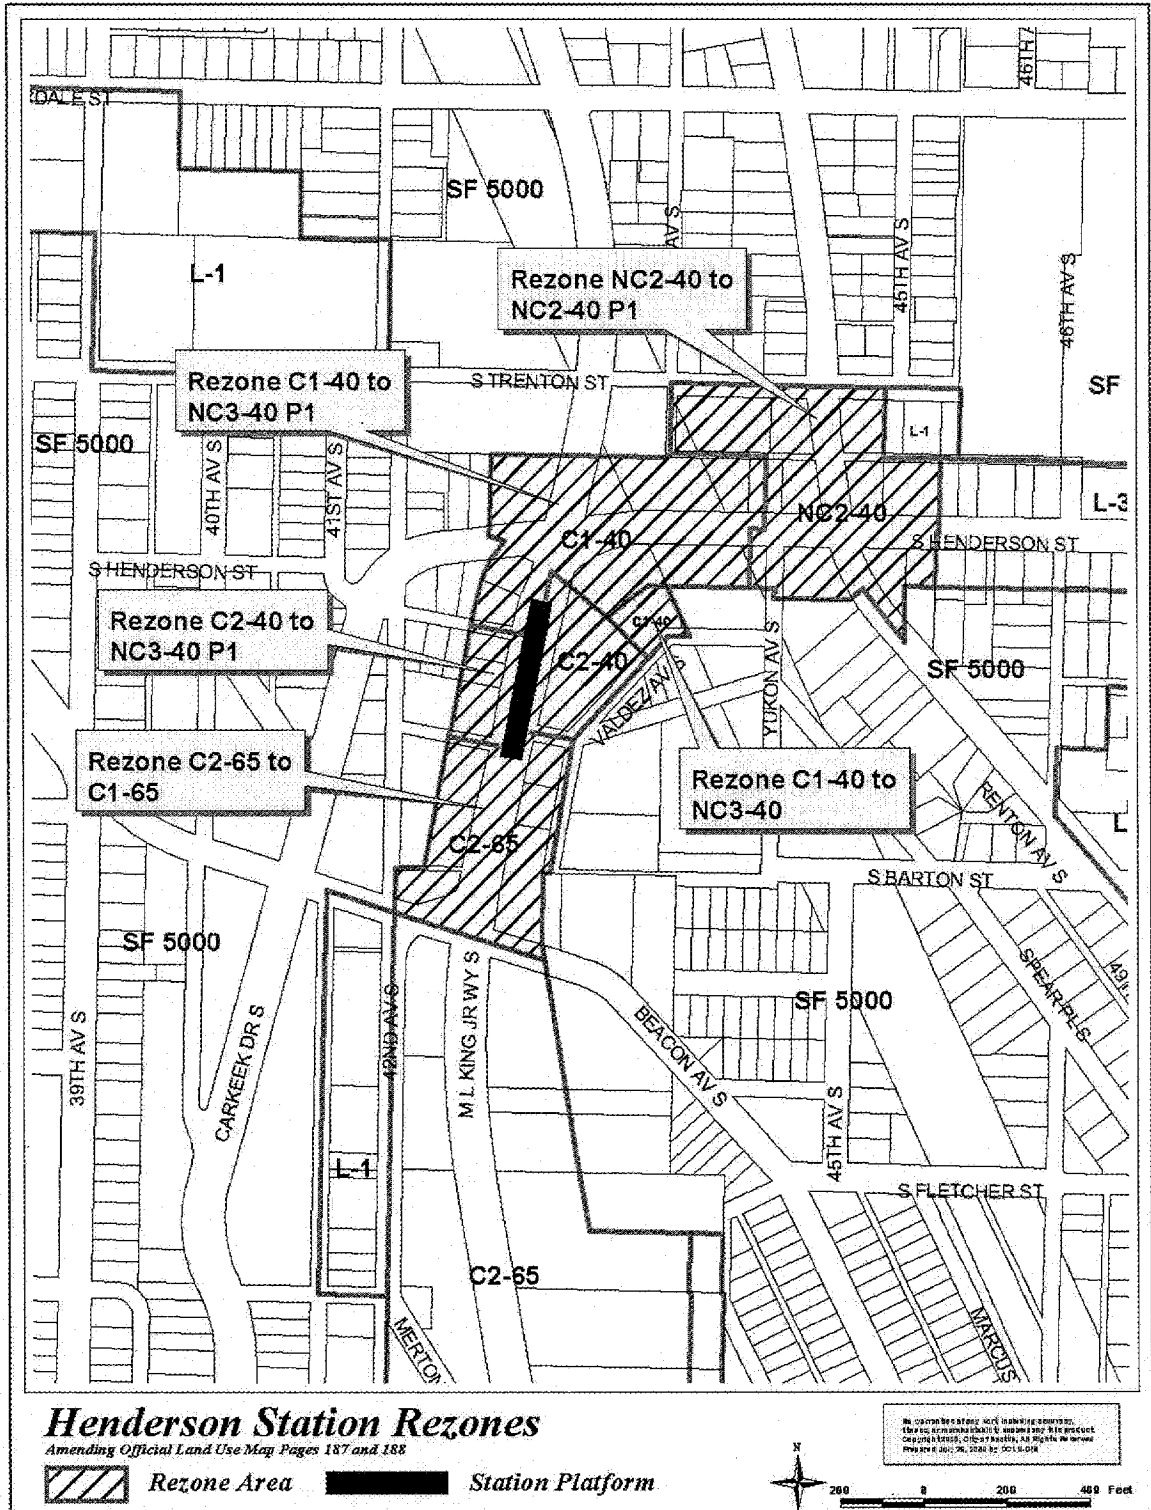 46TH A
DALE ST
SF 5000
AV S
45TH AV S
46TH AV S
L-1
Rezone NC2-40 to
NC2-40 P1
Rezone C1-40 to
NC3-40 P1
S TRENTON ST
SF
SF 5000
40TH AV S
41ST AV S
L-1
L-3
NC2-40
C1-40
S HENDERSON ST
S HENDERSON ST
Rezone C2-40 to
NC3-40 P1
C1-40
C2-40
VALDEZ AV S
YUKON AV S
SF 5000
Rezone C2-65 to
C1-65
Rezone C1-40 to
NC3-40
RENTON AV S
L
C2-65
S BARTON ST
SF 5000
SPEAR PL S
49T
39TH AV S
CARKEEK DR S
42ND AV S
M L KING JR WY S
BEACON AV S
SF 5000
45TH AV S
L-1
S FLETCHER ST
C2-65
MERTON
MARCUS
Henderson Station Rezones
Amending Official Land Use Map Pages 187 and 188
Rezone Area
Station Platform
N
200 0 200 400 Feet